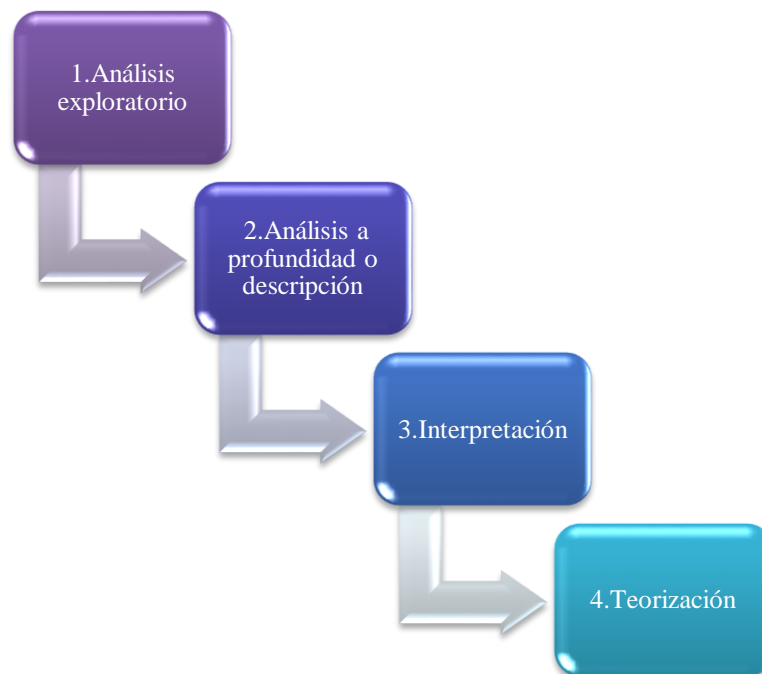 1.Análisis
exploratorio
2.Análisis a
profundidad o
descripción
3.Interpretación
4.Teorización